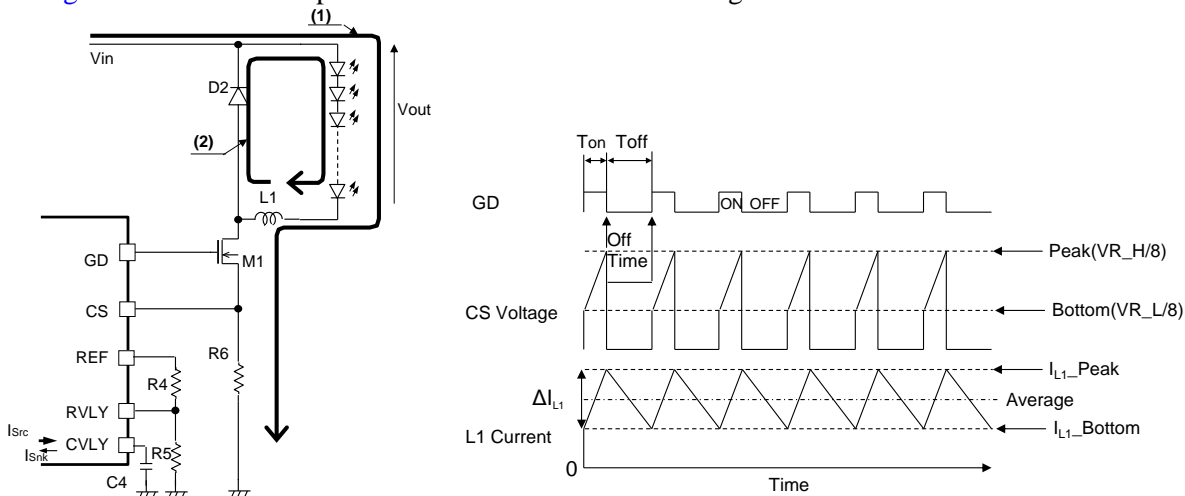 (1)
Vin
D2
Vout
(2)
L1
GD
M1
CS
REF
R6
R4
RVLY
ISrc
CVLY
ISnk
R5
C4
Ton Toff
GD
ON OFF
Off
Time
Peak(VR_H/8)
CS Voltage
Bottom(VR_L/8)
IL1_Peak
ΔIL1
Average
L1 Current
IL1_Bottom
0
Time